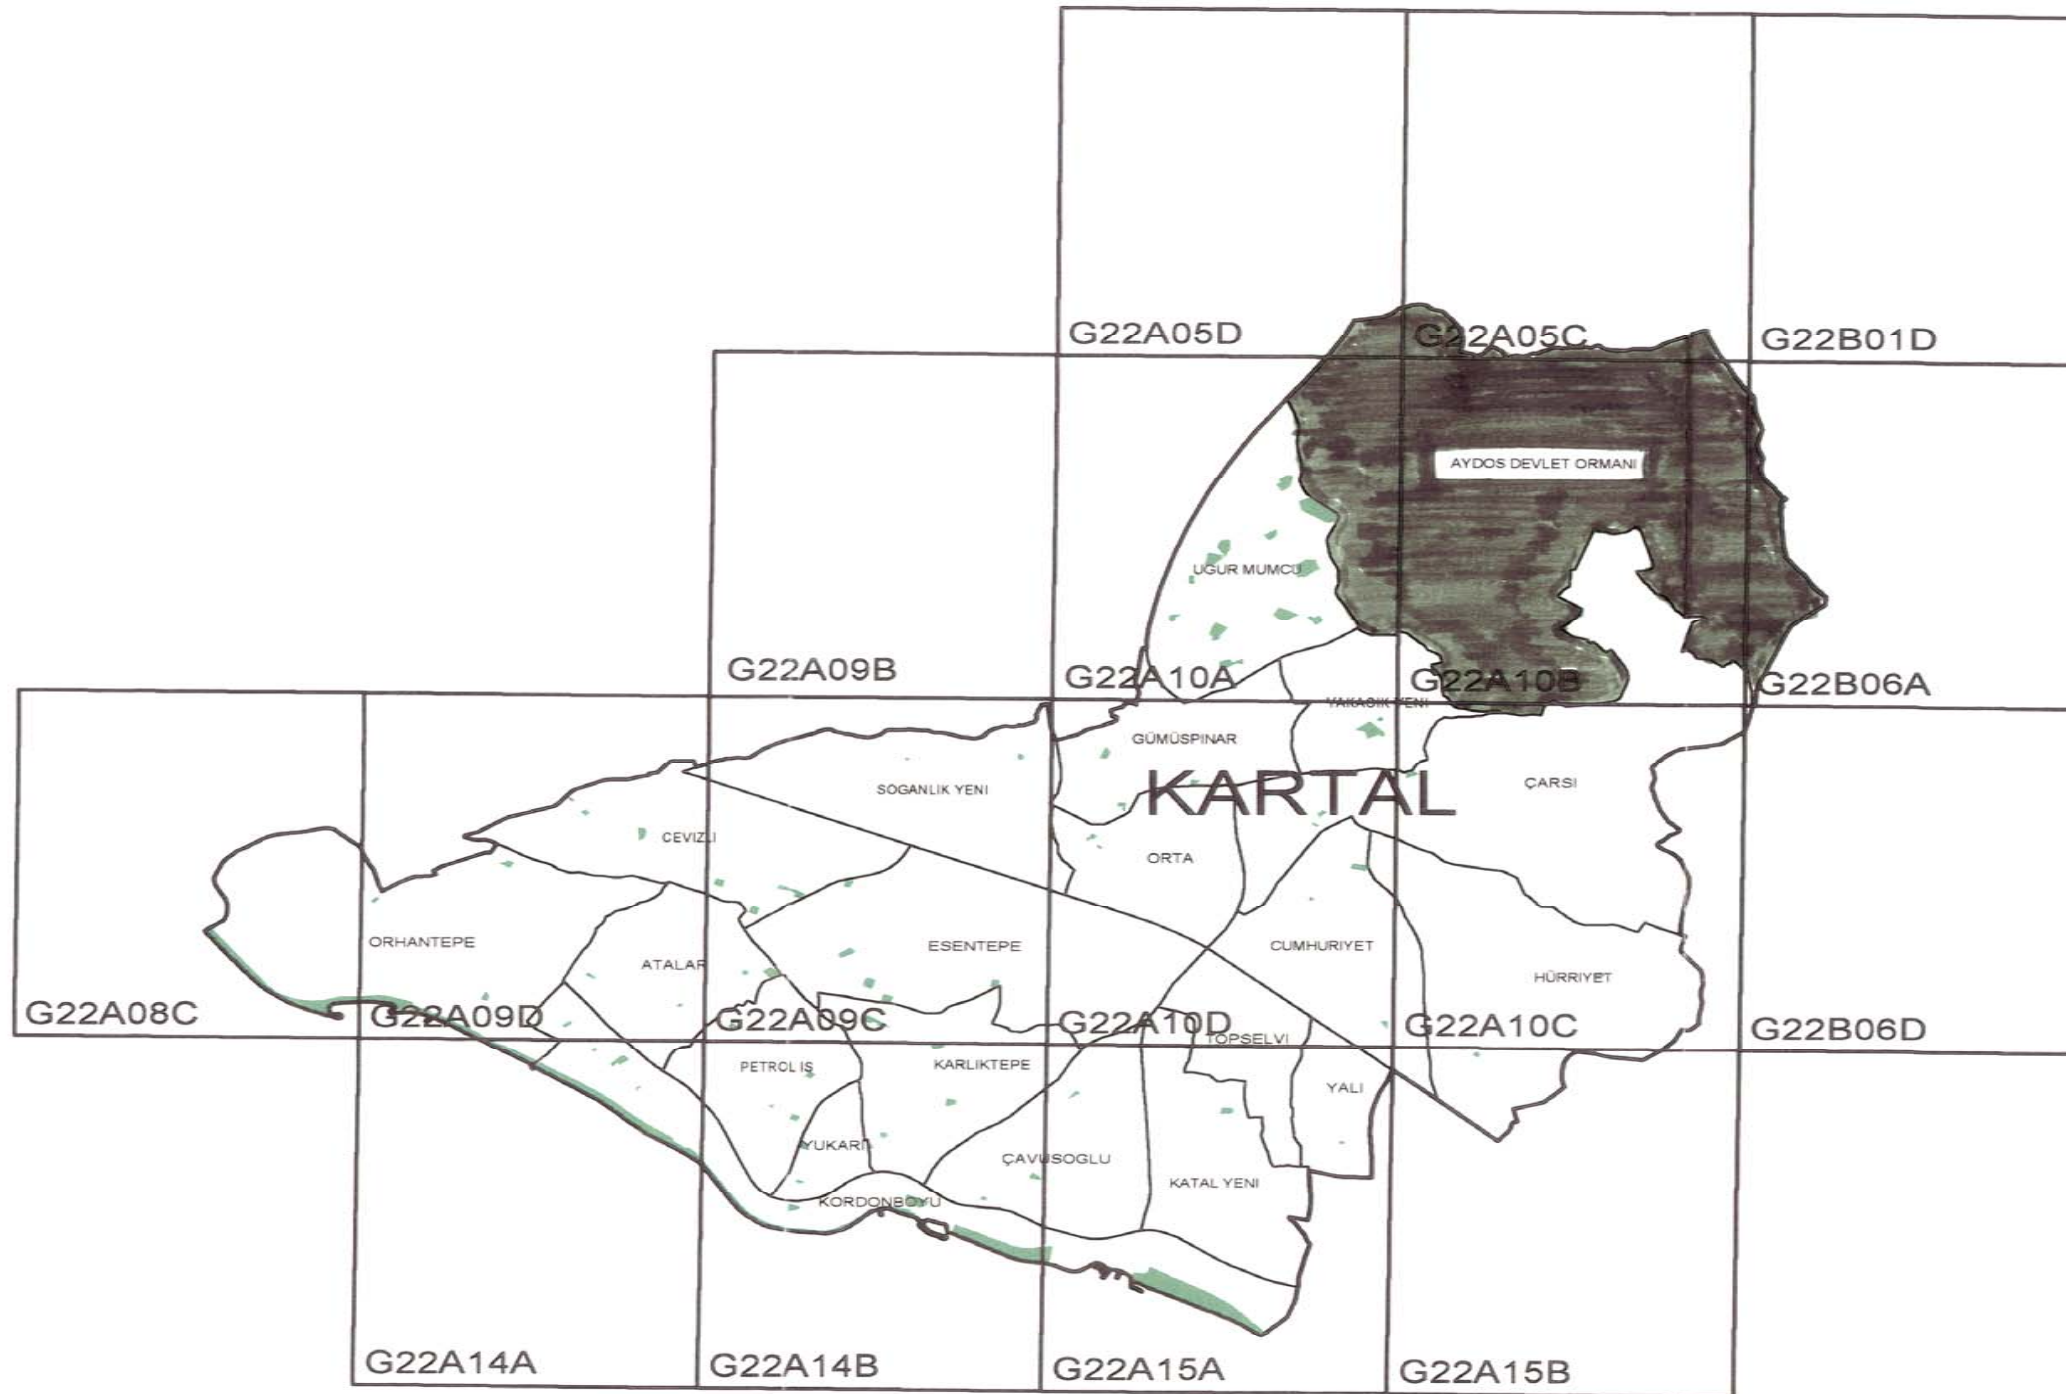 G22A05D
G22A05C
G22B01D
AYDOS DEVLET ORMANI
UGUR MUMCU
G22A09B
G22A10A
G22A10B
G22B06A
YAKACIK YENI
GÜMÜSPINAR
KARTAL
ÇARSI
SOGANLIK YENI
CEVIZLI
ORTA
ORHANTEPE
ATALAR
ESENTEPE
CUMHURIYET
HÜRRIYET
G22A08C
G22A09D
G22A09C
G22A10D
G22A10C
G22B06D
TOPSELVI
PETROL IS
KARLIKTEPE
YALI
YUKARI
ÇAVUSOGLU
KATAL YENI
KORDONBOYU
G22A14A
G22A14B
G22A15A
G22A15B